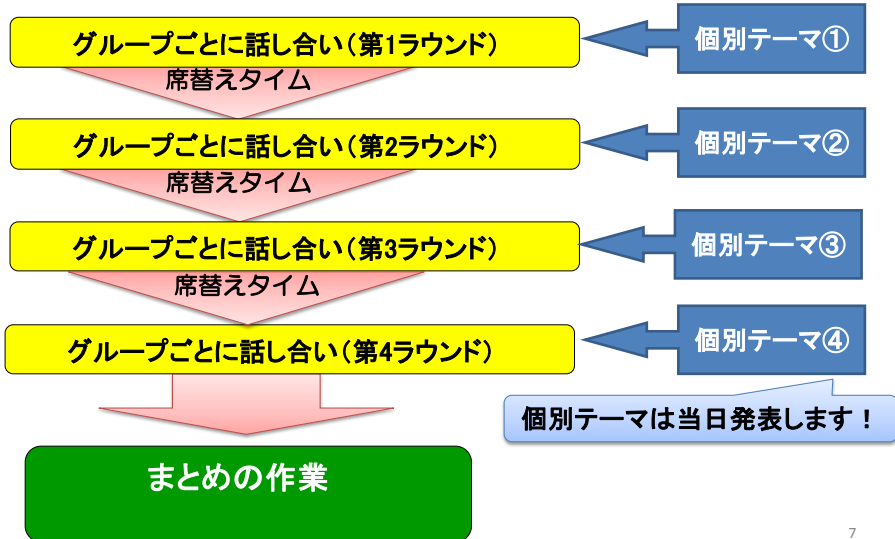 グループごとに話し合い（第1ラウンド）
個別テーマ①
席替えタイム
グループごとに話し合い（第2ラウンド）
個別テーマ②
席替えタイム
グループごとに話し合い（第3ラウンド）
個別テーマ③
席替えタイム
グループごとに話し合い（第4ラウンド）
個別テーマ④
個別テーマは当日発表します！
まとめの作業
7